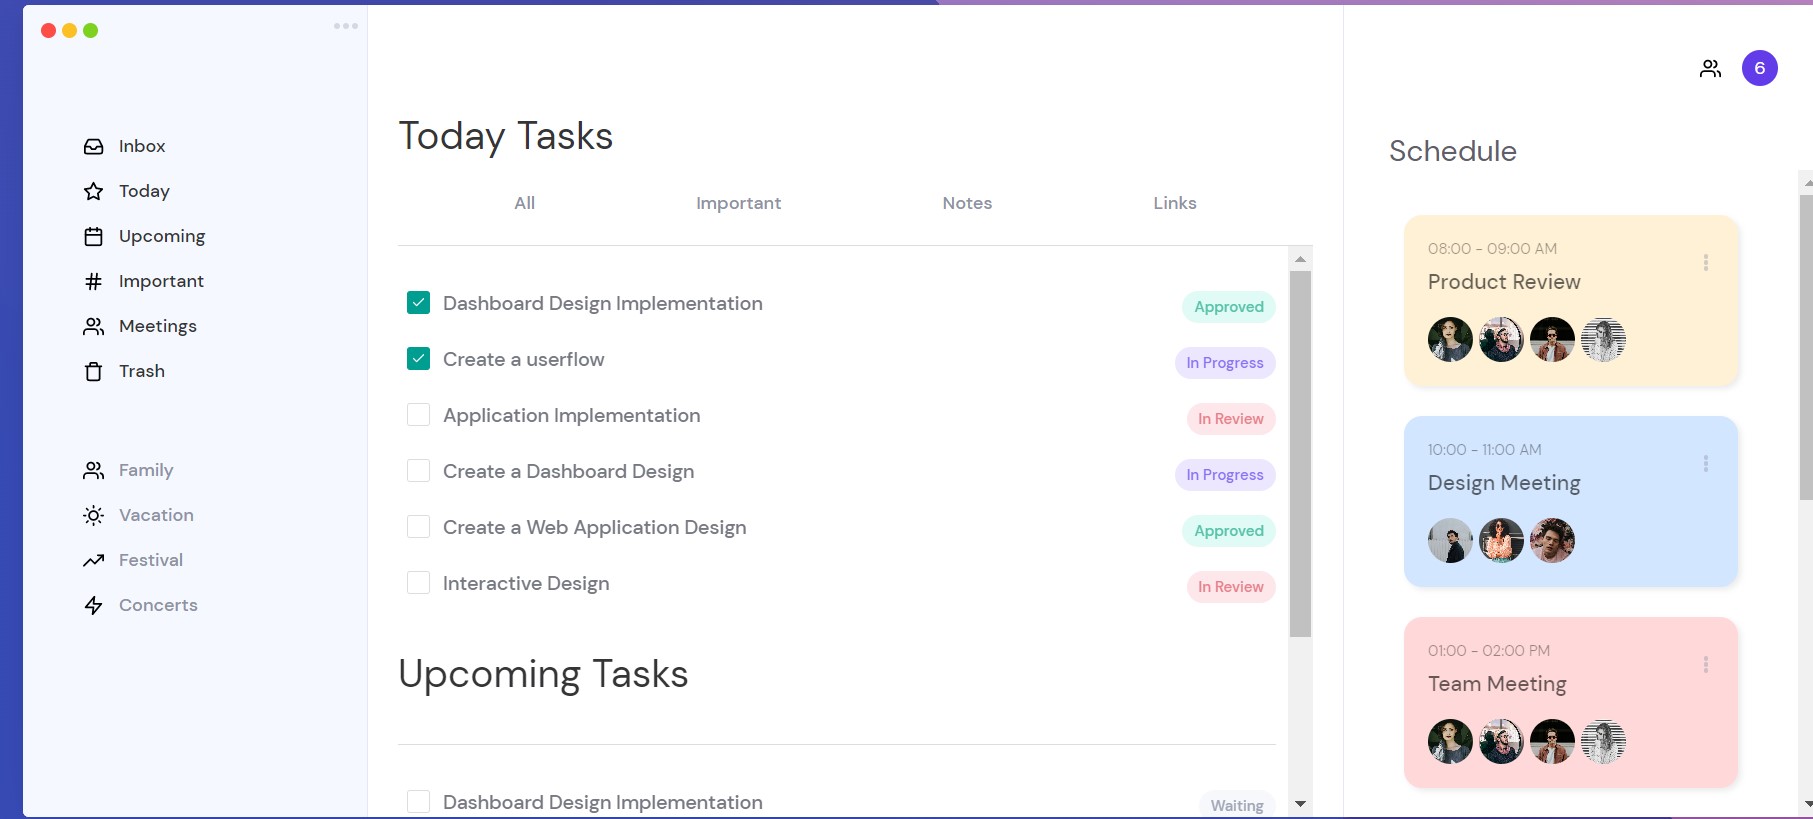 Inbox
Today
Upcoming
Important
Meetings
Trash
Family
Vacation
Festival
Concerts
Today Tasks
All Important Notes Links
Dashboard Design Implementation Approved
Create a userflow In Progress
Application Implementation In Review
Create a Dashboard Design In Progress
Create a Web Application Design Approved
Interactive Design In Review
Upcoming Tasks
Dashboard Design Implementation Waiting
6
Schedule
08:00 - 09:00 AM
Product Review
10:00 - 11:00 AM
Design Meeting
01:00 - 02:00 PM
Team Meeting